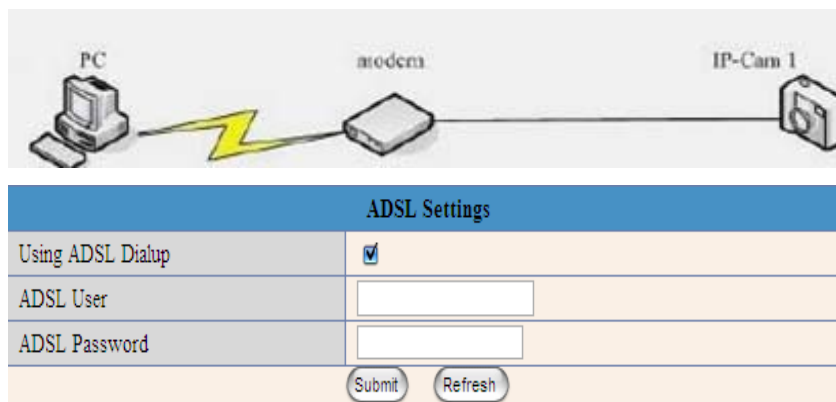 PC modem IP-Cam 1
ADSL Settings
Using ADSL Dialup
ADSL User
ADSL Password
Submit Refresh